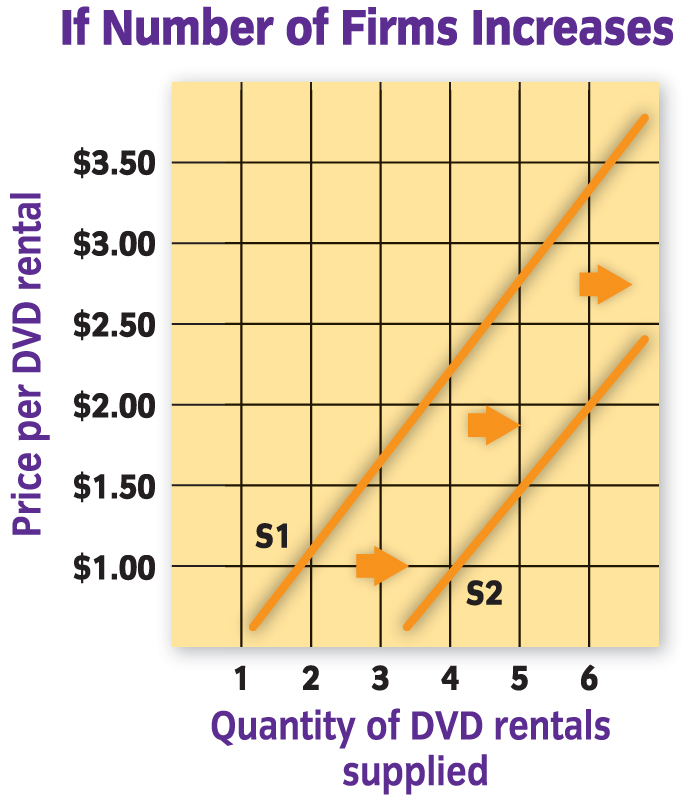 If Number of Firms Increases
Price per DVD rental
$3.50
$3.00
$2.50
$2.00
$1.50
$1.00
S1
S2
1 2 3 4 5 6
Quantity of DVD rentals
supplied